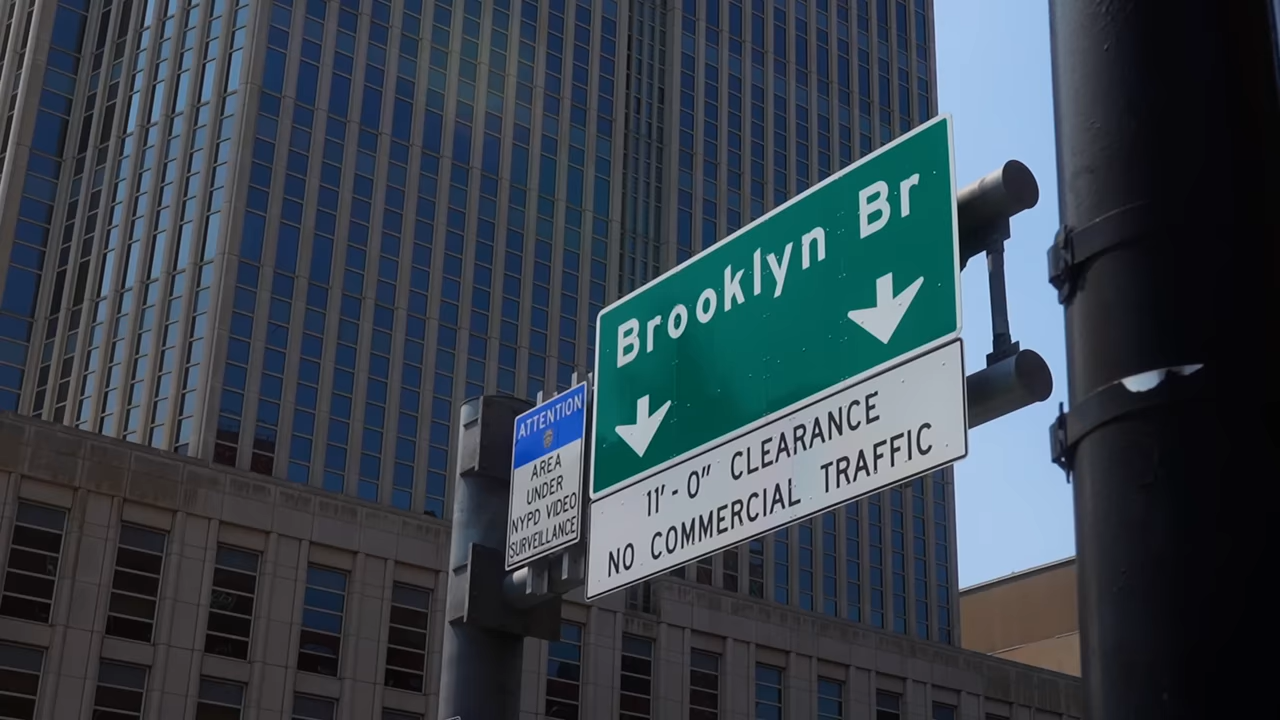 Brooklyn Br
11'-0" CLEARANCE
NO COMMERCIAL TRAFFIC
ATTENTION
AREA
UNDER
NYPD VIDEO
SURVEILLANCE